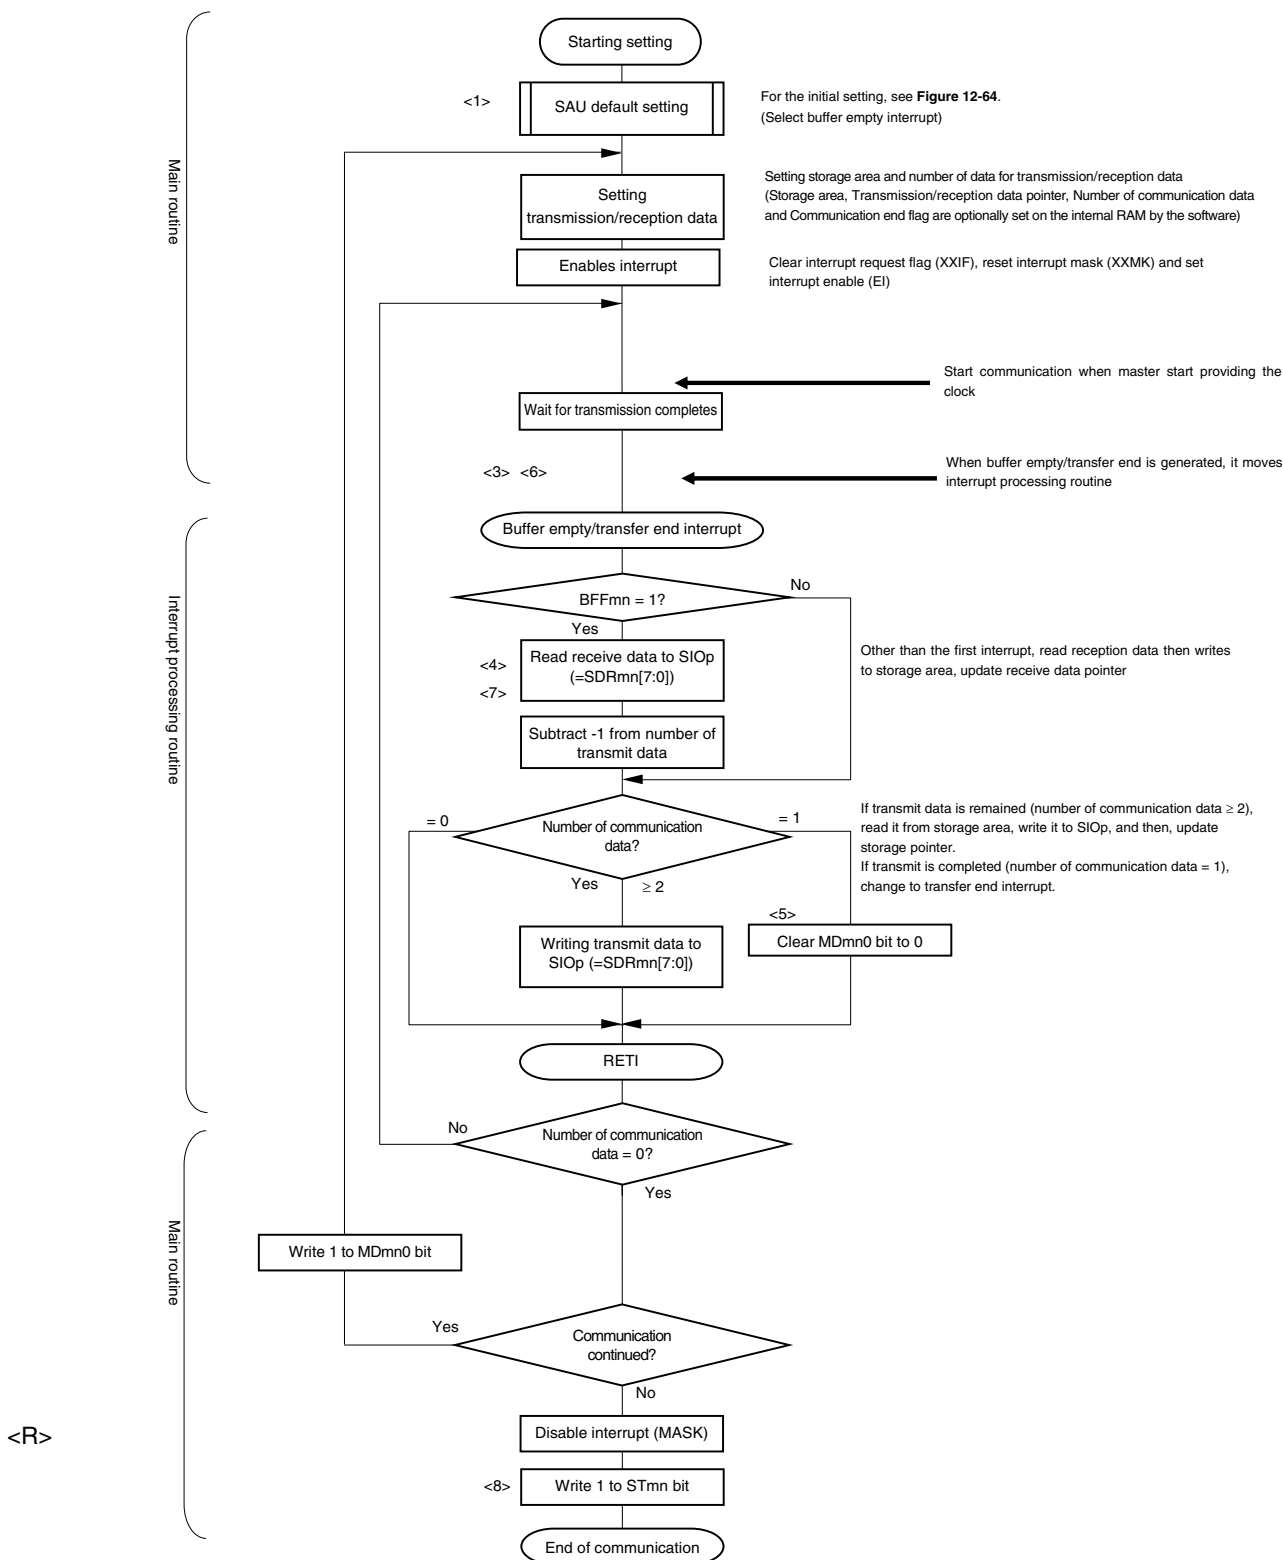 Starting setting
<1>
SAU default setting
For the initial setting, see Figure 12-64.
(Select buffer empty interrupt)
Main routine
Setting
transmission/reception data
Setting storage area and number of data for transmission/reception data
(Storage area, Transmission/reception data pointer, Number of communication data
and Communication end flag are optionally set on the internal RAM by the software)
Enables interrupt
Clear interrupt request flag (XXIF), reset interrupt mask (XXMK) and set
interrupt enable (EI)
Start communication when master start providing the
clock
Wait for transmission completes
<3> <6>
When buffer empty/transfer end is generated, it moves
interrupt processing routine
Buffer empty/transfer end interrupt
Interrupt processing routine
BFFmn = 1?
No
Yes
<4>
<7>
Read receive data to SIOp
(=SDRmn[7:0])
Other than the first interrupt, read reception data then writes
to storage area, update receive data pointer
Subtract -1 from number of
transmit data
= 0
Number of communication
data?
= 1
Yes
≥ 2
If transmit data is remained (number of communication data ≥ 2),
read it from storage area, write it to SIOp, and then, update
storage pointer.
If transmit is completed (number of communication data = 1),
change to transfer end interrupt.
<5>
Writing transmit data to
SIOp (=SDRmn[7:0])
Clear MDmn0 bit to 0
RETI
No
Number of communication
data = 0?
Yes
Main routine
Write 1 to MDmn0 bit
Yes
Communication
continued?
No
<R>
Disable interrupt (MASK)
<8>
Write 1 to STmn bit
End of communication